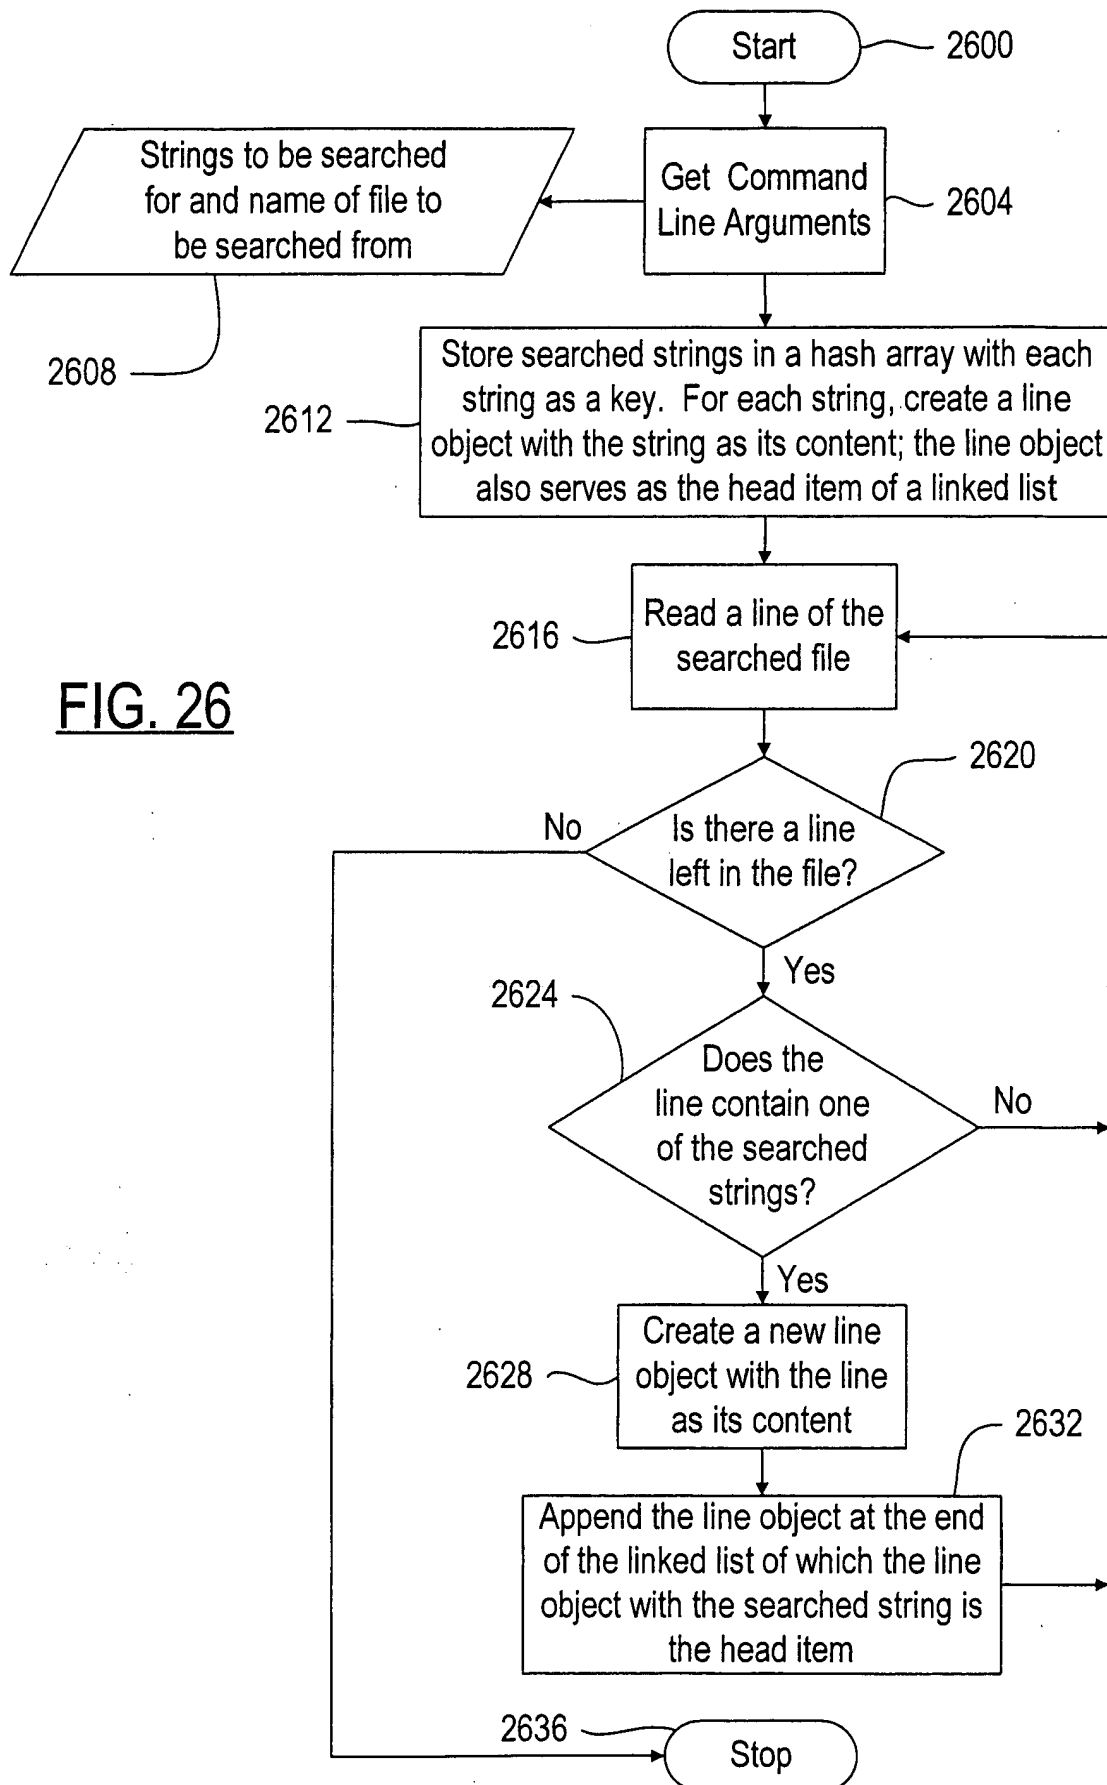 Start
2600
Strings to be searched
for and name of file to
be searched from
Get Command
Line Arguments
2604
2608
Store searched strings in a hash array with each
string as a key. For each string, create a line
object with the string as its content; the line object
also serves as the head item of a linked list
2612
Read a line of the
searched file
2616
FIG. 26
2620
No
Is there a line
left in the file?
Yes
2624
Does the
line contain one
of the searched
strings?
No
Yes
Create a new line
object with the line
as its content
2628
2632
Append the line object at the end
of the linked list of which the line
object with the searched string is
the head item
2636
Stop